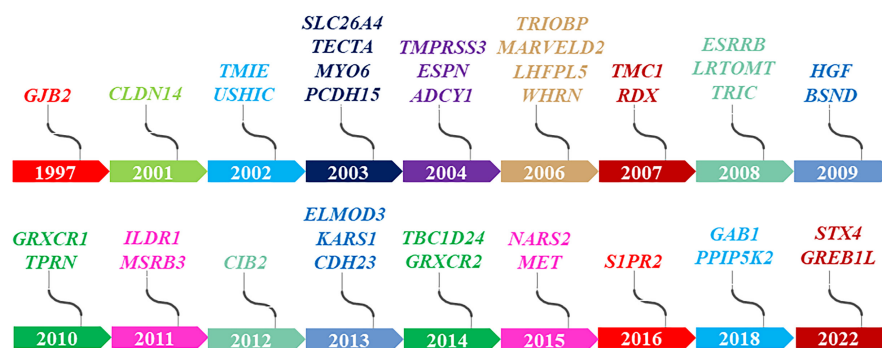 GJB2
1997
CLDN14
2001
TMIE
USHIC
2002
SLC26A4
TECTA
MYO6
PCDH15
2003
TMPRSS3
ESPN
ADCY1
2004
TRIOBP
MARVELD2
LHFPL5
WHRN
2006
TMC1
RDX
2007
ESRRB
LRTOMT
TRIC
2008
HGF
BSND
2009
GRXCR1
TPRN
2010
ILDR1
MSRB3
2011
CIB2
2012
ELMOD3
KARS1
CDH23
2013
TBC1D24
GRXCR2
2014
NARS2
MET
2015
S1PR2
2016
GAB1
PPIP5K2
2018
STX4
GREB1L
2022